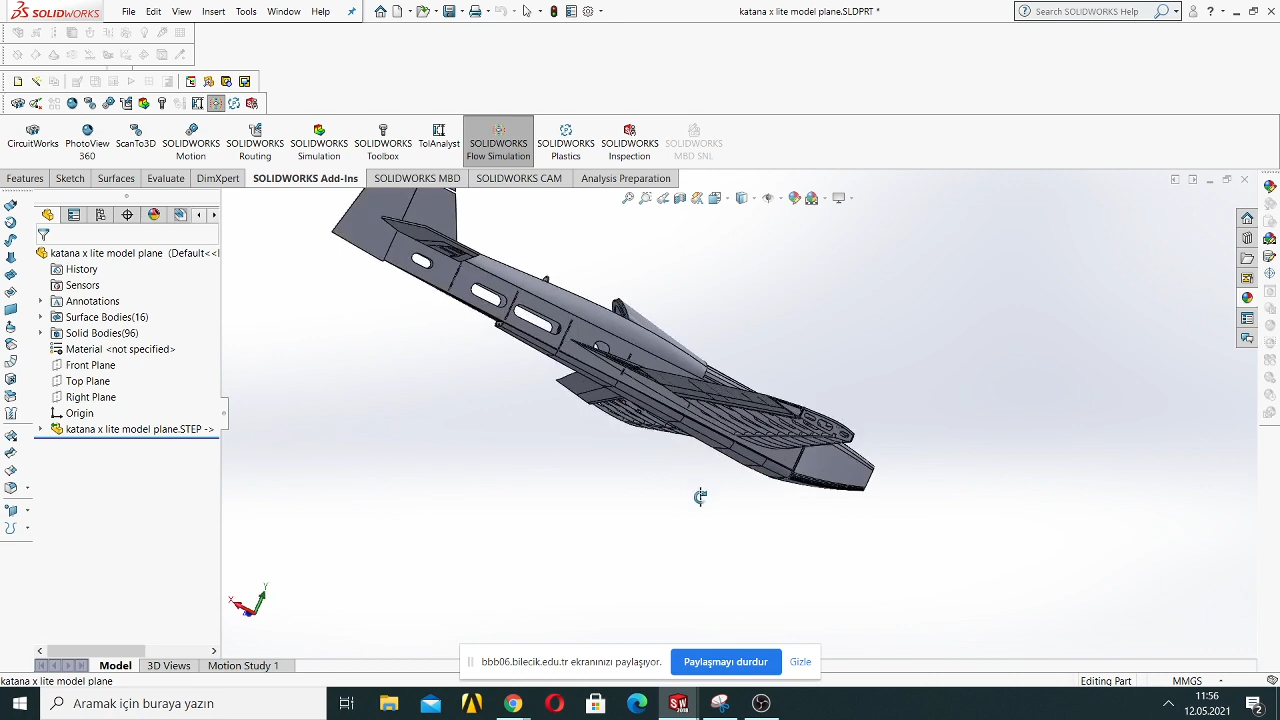 SOLIDWORKS
File Edit View Insert Tools Window Help
katana x lite model plane.SLDPRT *
Search SOLIDWORKS Help
CircuitWorks
PhotoView 360
ScanTo3D
SOLIDWORKS Motion
SOLIDWORKS Routing
SOLIDWORKS Simulation
SOLIDWORKS Toolbox
TolAnalyst
SOLIDWORKS Flow Simulation
SOLIDWORKS Plastics
SOLIDWORKS Inspection
SOLIDWORKS MBD SNL
Features Sketch Surfaces Evaluate DimXpert SOLIDWORKS Add-Ins SOLIDWORKS MBD SOLIDWORKS CAM Analysis Preparation
katana x lite model plane (Default<<
History
Sensors
Annotations
Surface Bodies(16)
Solid Bodies(96)
Material <not specified>
Front Plane
Top Plane
Right Plane
Origin
katana x lite model plane.STEP ->
Y
X
bbb06.bilecik.edu.tr ekranınızı paylaşıyor. Paylaşmayı durdur Gizle
Model 3D Views Motion Study 1
katana x lite model plane Editing Part MMGS
Aramak için buraya yazın
SW
2018
11:56
12.05.2021
2